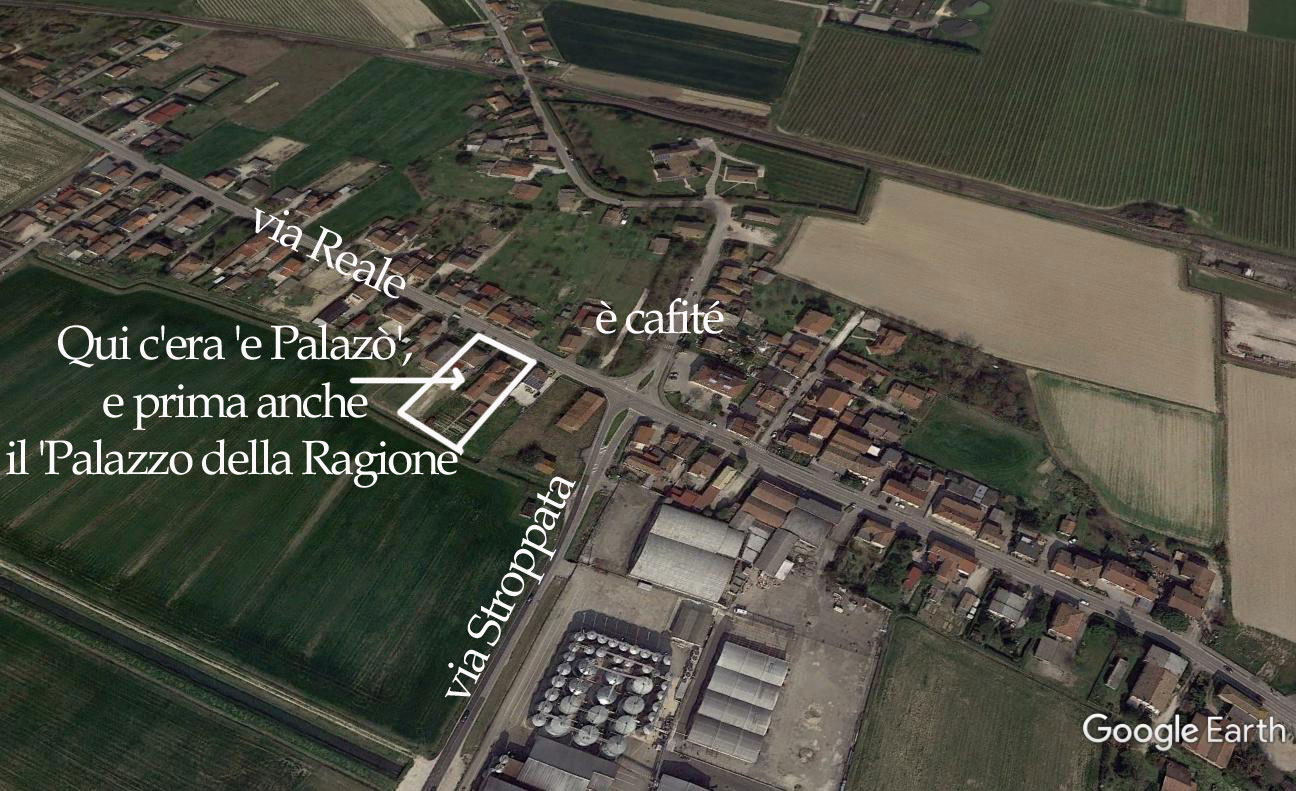 via Reale
è cafité
Qui c'era 'e Palazò',
e prima anche
il 'Palazzo della Ragione
via Stroppata
Google Earth